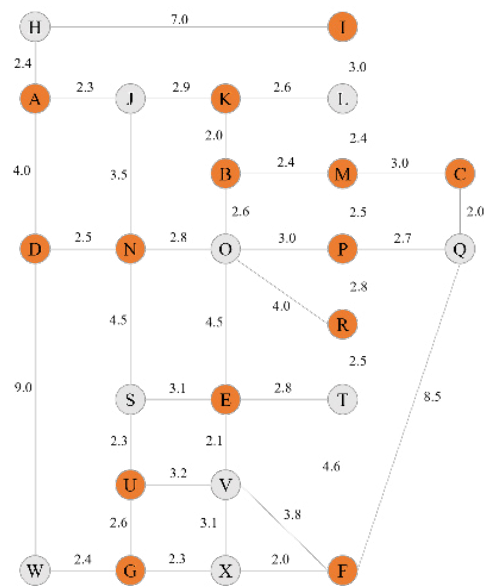 H 7.0 I
2.4 3.0
A 2.3 J 2.9 K 2.6 L
2.0 2.4
4.0 3.5 B 2.4 M 3.0 C
2.6 2.5 2.0
D 2.5 N 2.8 O 3.0 P 2.7 Q
2.8
4.0 R
4.5 4.5
2.5
9.0 S 3.1 E 2.8 T 8.5
2.3 2.1
4.6
U 3.2 V
2.6 3.1 3.8
W 2.4 G 2.3 X 2.0 F